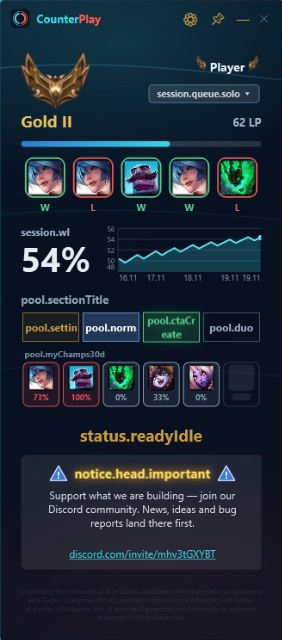 CounterPlay
Player
session.queue.solo
Gold II
62 LP
W L W W L
session.wl
54%
56
54
52
50
48
16.11 17.11 18.11 19.11 19.11
pool.sectionTitle
pool.settin pool.norm pool.ctaCr
eate pool.duo
pool.myChamps30d
73% 100% 0% 33% 0%
status.readyIdle
notice.head.important
Support what we are building — join our
Discord community. News, ideas and bug
reports land there first.
discord.com/invite/mhv3tGXYBT